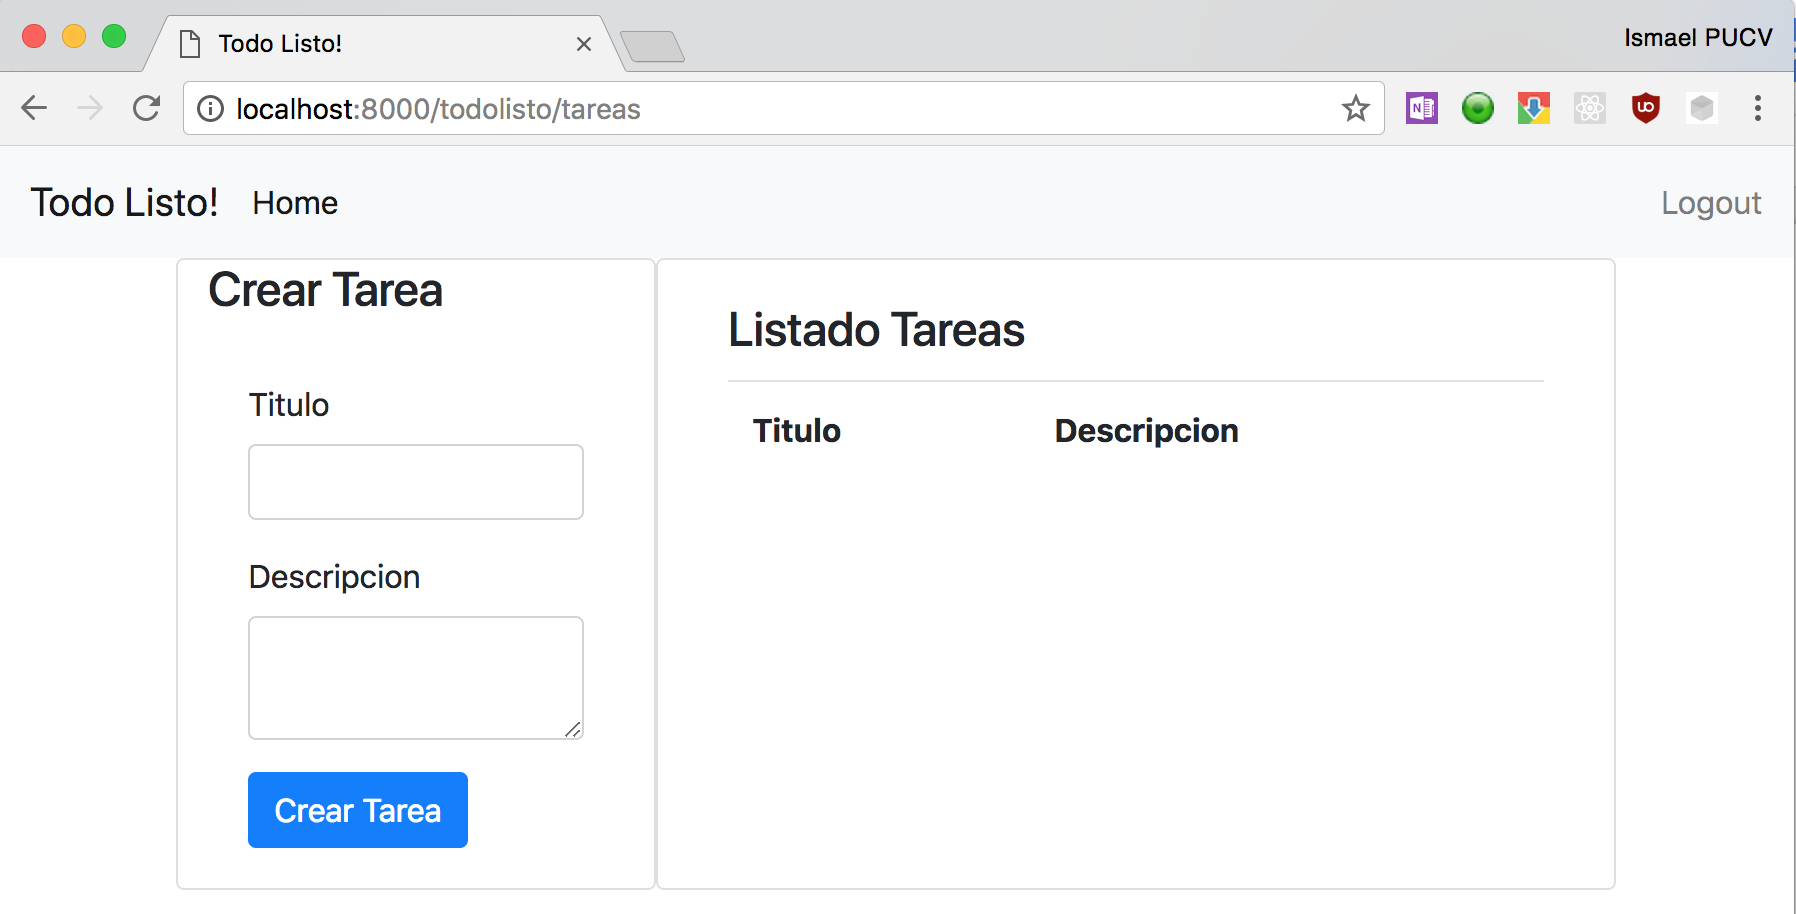 Todo Listo!
Ismael PUCV
localhost:8000/todolisto/tareas
N
UO
Todo Listo! Home Logout
Crear Tarea
Titulo
Descripcion
Crear Tarea
Listado Tareas
Titulo Descripcion